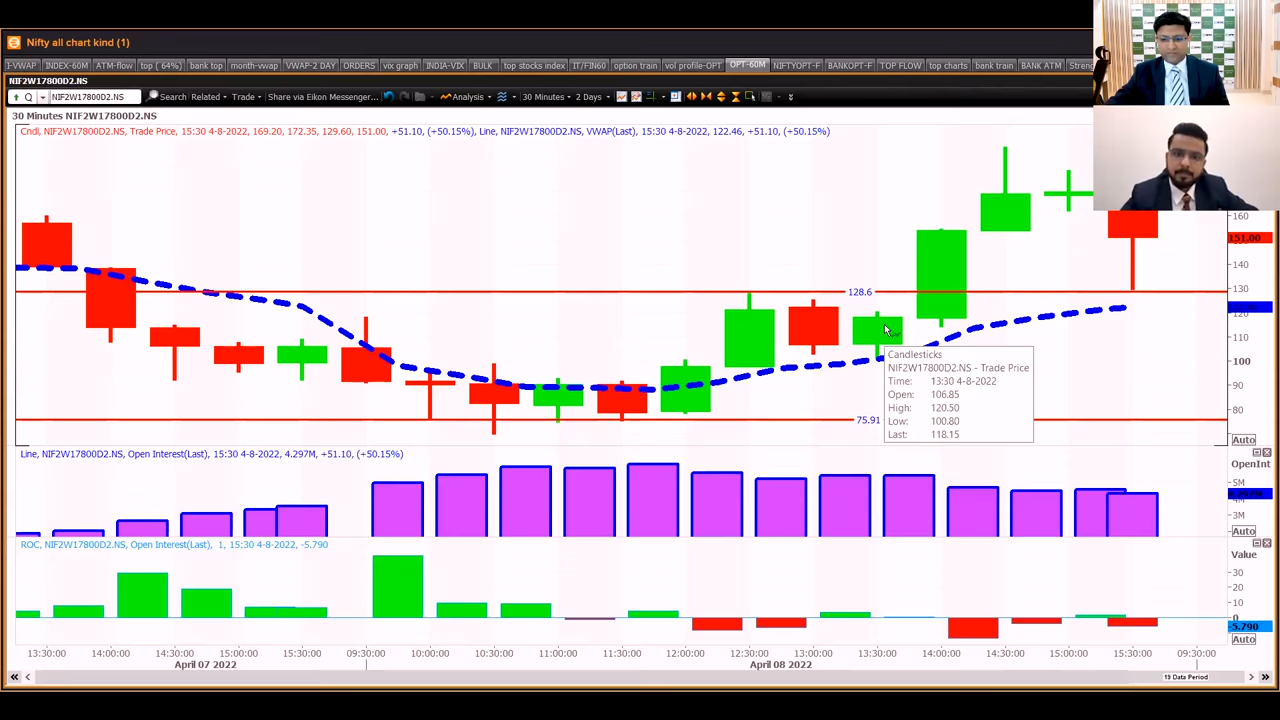 Nifty all chart kind (1)
I-VWAP INDEX-60M ATM-flow top ( 64%) bank top month-vwap VWAP-2 DAY ORDERS vix graph INDIA-VIX BULK top stocks index IT/FIN60 option train vol profile-OPT OPT-60M NIFTYOPT-F BANKOPT-F TOP FLOW top charts bank train BANK ATM Streng
NIF2W17800D2.NS
Q NIF2W17800D2.NS Search Related Trade Share via Eikon Messenger... Analysis 30 Minutes 2 Days
30 Minutes NIF2W17800D2.NS
Cndl, NIF2W17800D2.NS, Trade Price, 15:30 4-8-2022, 169.20, 172.35, 129.60, 151.00, +51.10, (+50.15%) Line, NIF2W17800D2.NS, VWAP(Last), 15:30 4-8-2022, 122.46, +51.10, (+50.15%)
160
151.00
140
130
128.6
120
110
100
90
80
75.91
Auto
Candlesticks
NIF2W17800D2.NS - Trade Price
Time: 13:30 4-8-2022
Open: 106.85
High: 120.50
Low: 100.80
Last: 118.15
Line, NIF2W17800D2.NS, Open Interest(Last), 15:30 4-8-2022, 4.297M, +51.10, (+50.15%)
OpenInt
5M
3M
Auto
ROC, NIF2W17800D2.NS, Open Interest(Last), 1, 15:30 4-8-2022, -5.790
Value
30
20
10
0
-5.790
Auto
13:30:00 14:00:00 14:30:00 15:00:00 15:30:00 09:30:00 10:00:00 10:30:00 11:00:00 11:30:00 12:00:00 12:30:00 13:00:00 13:30:00 14:00:00 14:30:00 15:00:00 15:30:00 09:30:00
April 07 2022 April 08 2022
19 Data Period